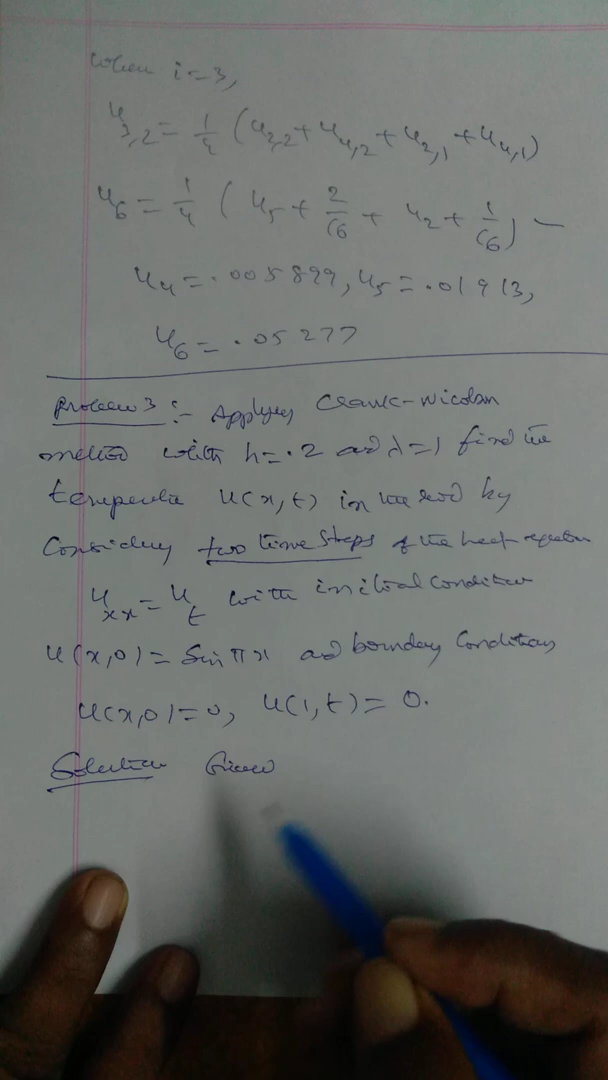 when i=3,
u3,2 = 1/4 (u2,2 + u4,2 + u2,1 + u4,1)
u6 = 1/4 (u5 + 2/16 + u2 + 1/16) —
u4 = .005899, u5 = .01913,
u6 = .05277
Problem 3 :- Applying Crank-Nicolson
method with h=.2 and λ=1 find the
temperature u(x,t) in the rod by
Considering two time steps of the heat equation
uxx = ut with initial condition
u(x,0) = Sin πx and boundary Conditions
u(x,0)=0, u(1,t)=0.
Solution Given